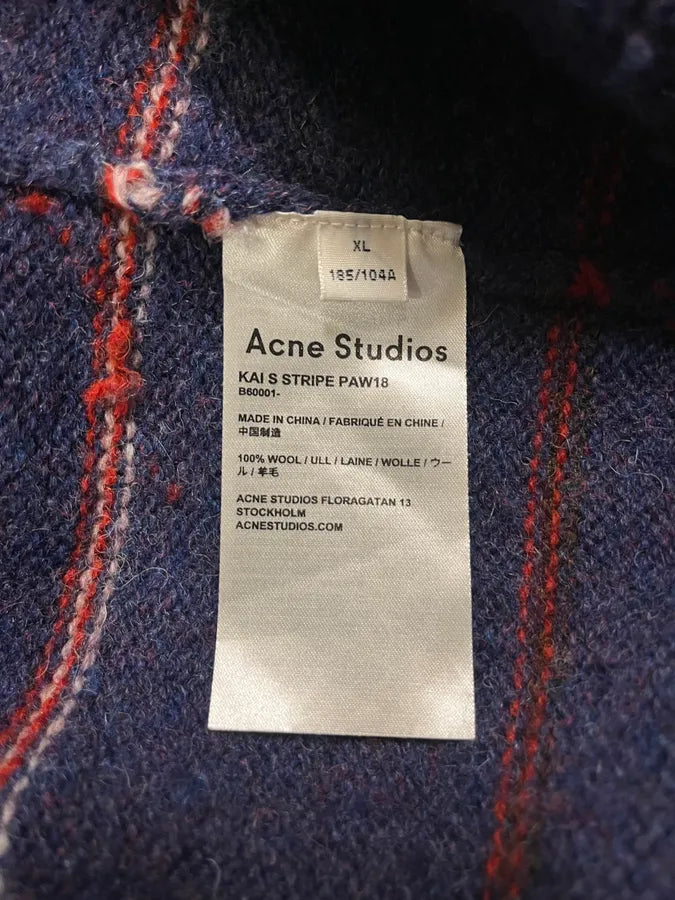 XL
185/104A
Acne Studios
KAI S STRIPE PAW18
B60001-
MADE IN CHINA / FABRIQUÉ EN CHINE /
中国制造
100% WOOL / ULL / LAINE / WOLLE / ウー
ル / 羊毛
ACNE STUDIOS FLORAGATAN 13
STOCKHOLM
ACNESTUDIOS.COM